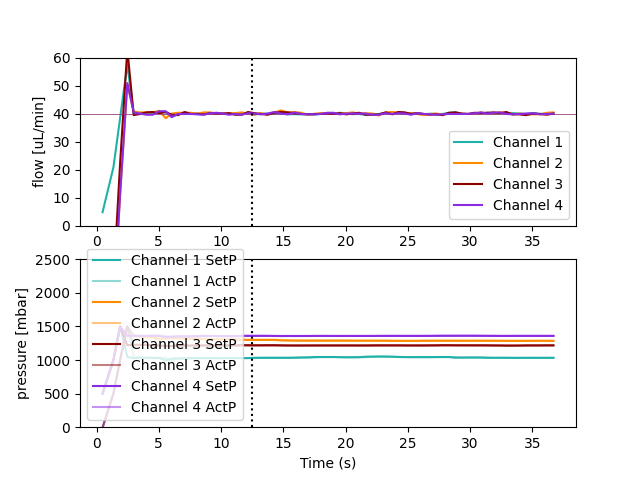 60
50
40
30
20
10
0
flow [uL/min]
Channel 1
Channel 2
Channel 3
Channel 4
0 5 10 15 20 25 30 35
2500
2000
1500
1000
500
0
pressure [mbar]
Channel 1 SetP
Channel 1 ActP
Channel 2 SetP
Channel 2 ActP
Channel 3 SetP
Channel 3 ActP
Channel 4 SetP
Channel 4 ActP
0 5 10 15 20 25 30 35
Time (s)